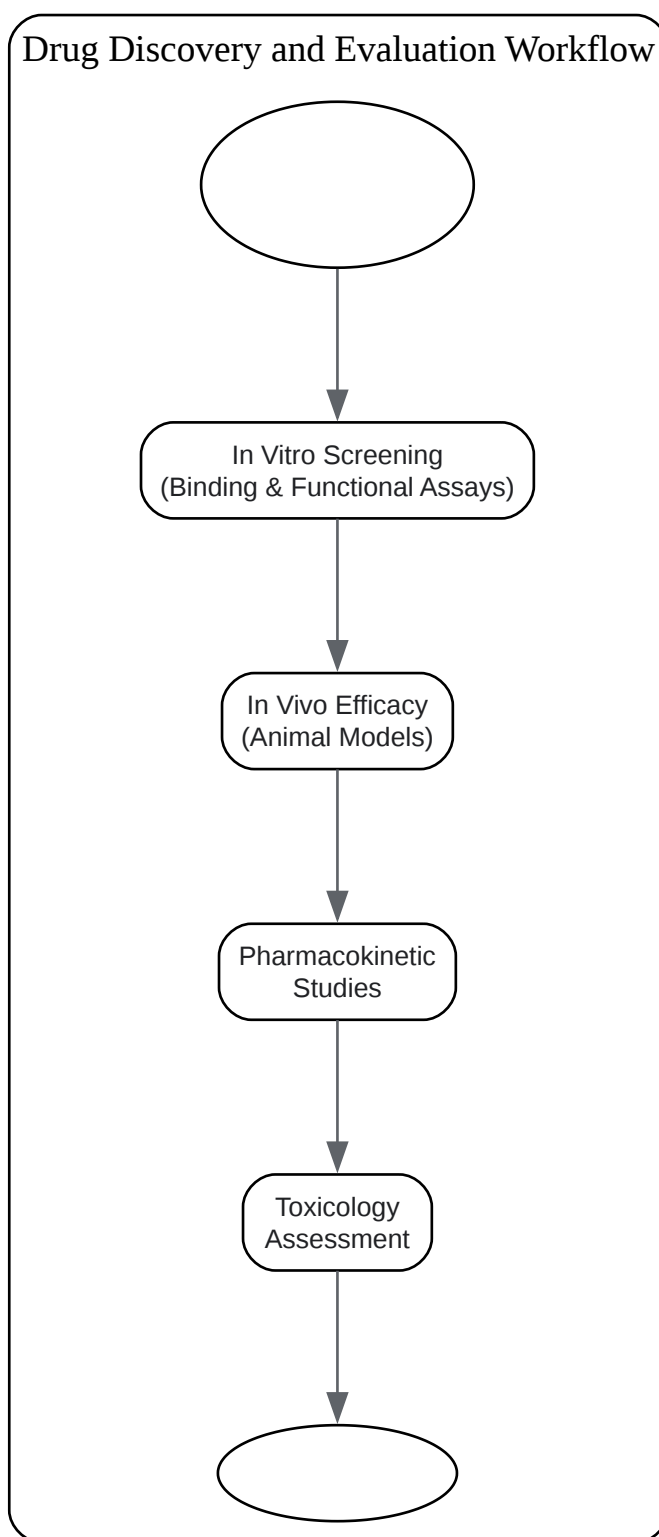 Drug Discovery and Evaluation Workflow
In Vitro Screening
(Binding & Functional Assays)
In Vivo Efficacy
(Animal Models)
Pharmacokinetic
Studies
Toxicology
Assessment